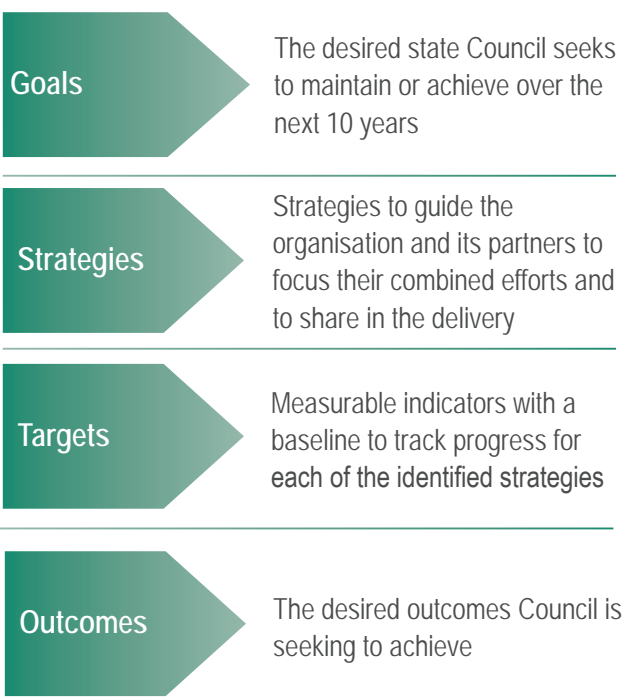 Goals
The desired state Council seeks
to maintain or achieve over the
next 10 years
Strategies
Strategies to guide the
organisation and its partners to
focus their combined efforts and
to share in the delivery
Targets
Measurable indicators with a
baseline to track progress for
each of the identified strategies
Outcomes
The desired outcomes Council is
seeking to achieve